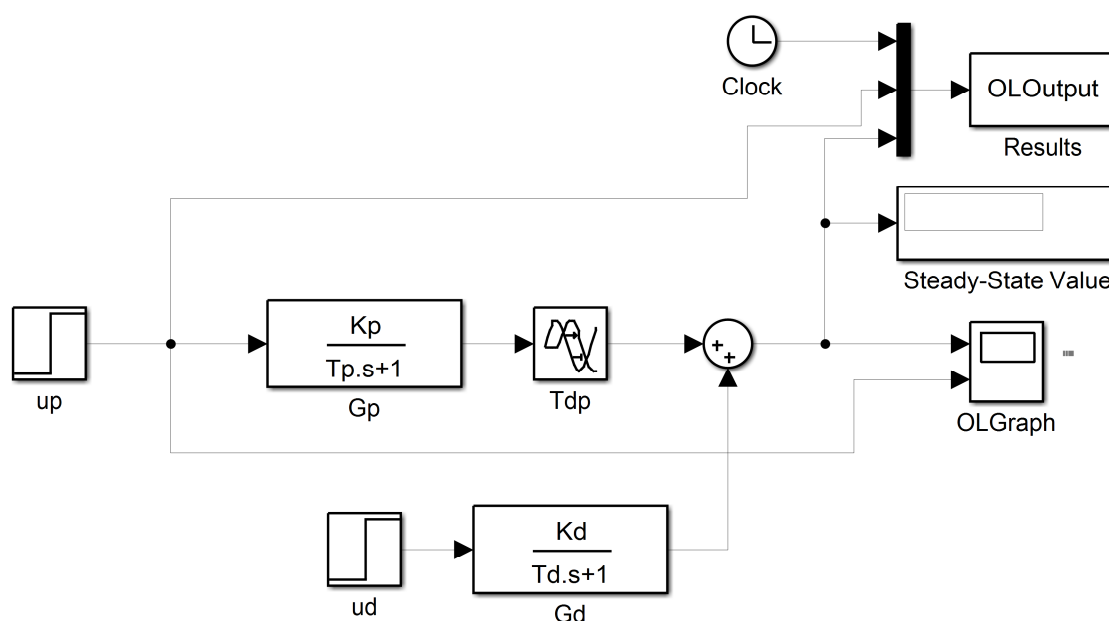 Clock
OLOutput
Results
Steady-State Value
up
Kp
Tp.s+1
Gp
Tdp
+
+
OLGraph
ud
Kd
Td.s+1
Gd